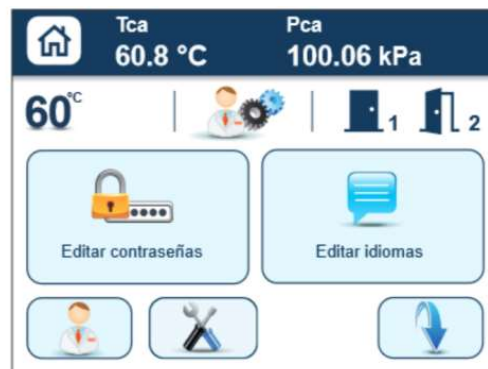 Tca Pca
60.8 °C 100.06 kPa
60°C 1 2
Editar contraseñas Editar idiomas